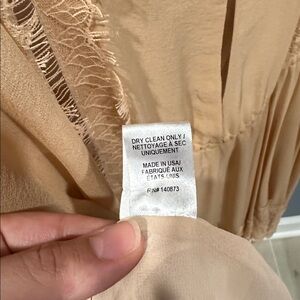 DRY CLEAN ONLY /
NETTOYAGE À SEC
UNIQUEMENT
MADE IN USA/
FABRIQUÉ AUX
ÉTATS-UNIS
RN# 140873